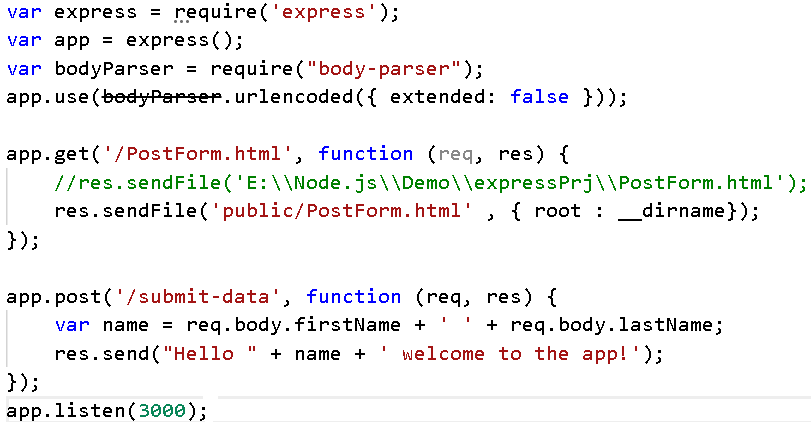 var express = require('express');
var app = express();
var bodyParser = require("body-parser");
app.use(bodyParser.urlencoded({ extended: false }));
app.get('/PostForm.html', function (req, res) {
//res.sendFile('E:\\Node.js\\Demo\\expressPrj\\PostForm.html');
res.sendFile('public/PostForm.html' , { root : __dirname});
});
app.post('/submit-data', function (req, res) {
var name = req.body.firstName + ' ' + req.body.lastName;
res.send("Hello " + name + ' welcome to the app!');
});
app.listen(3000);